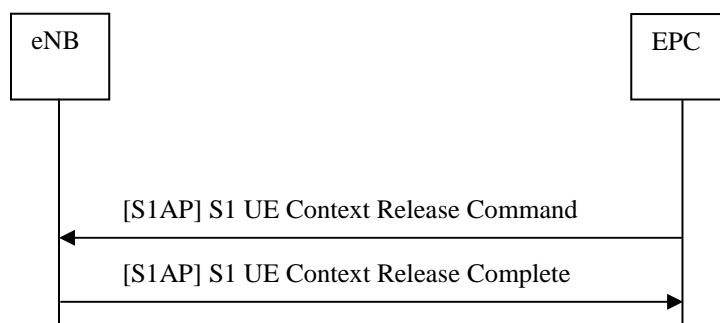 eNB
EPC
[S1AP] S1 UE Context Release Command
[S1AP] S1 UE Context Release Complete